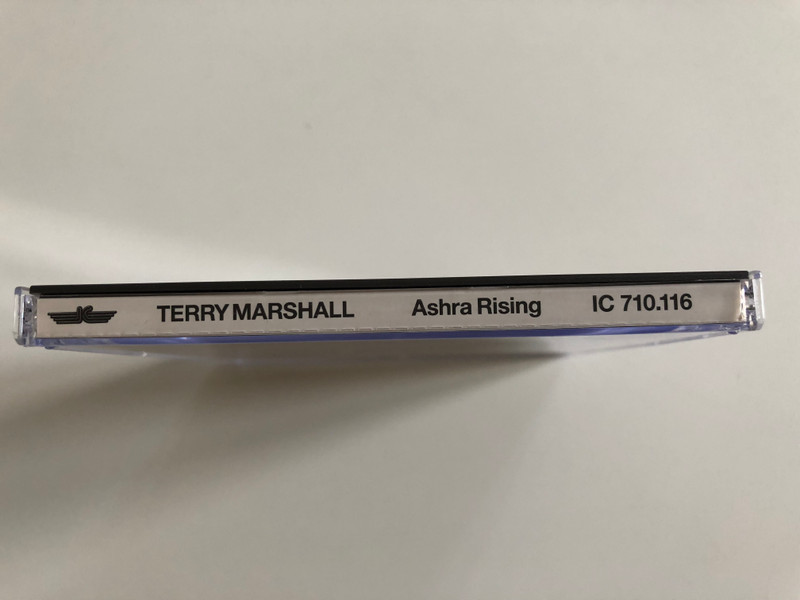 IC TERRY MARSHALL Ashra Rising IC 710.116